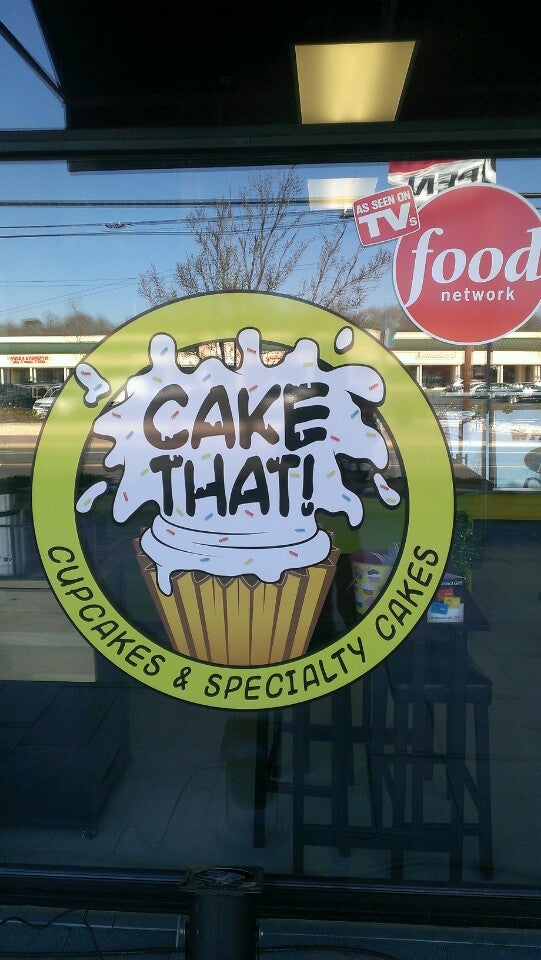 AS SEEN ON
TV's
food
network
CAKE
THAT!
CUPCAKES & SPECIALTY CAKES